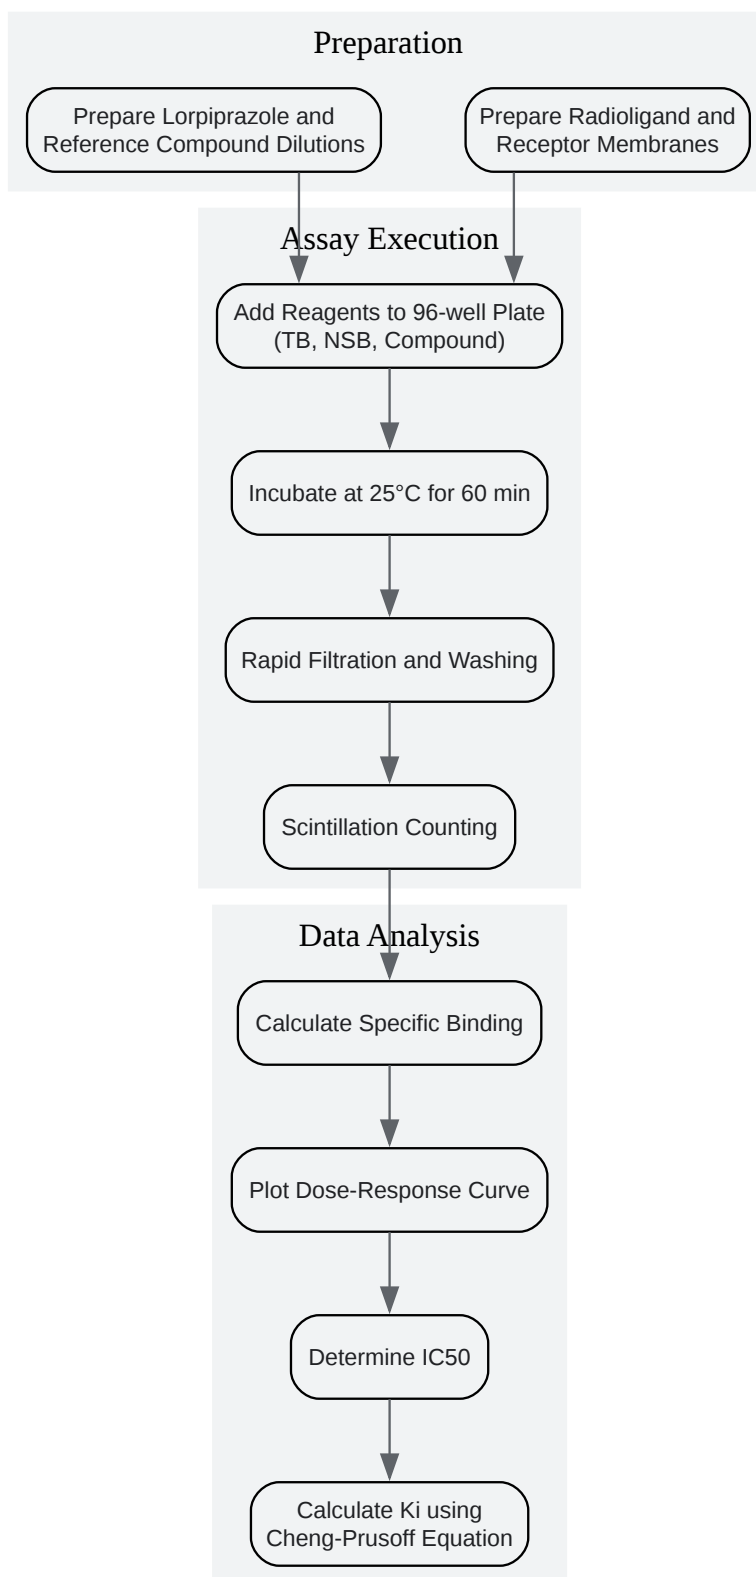 Preparation
Prepare Lorpiprazole and
Reference Compound Dilutions
Prepare Radioligand and
Receptor Membranes
Assay Execution
Add Reagents to 96-well Plate
(TB, NSB, Compound)
Incubate at 25°C for 60 min
Rapid Filtration and Washing
Scintillation Counting
Data Analysis
Calculate Specific Binding
Plot Dose-Response Curve
Determine IC50
Calculate Ki using
Cheng-Prusoff Equation